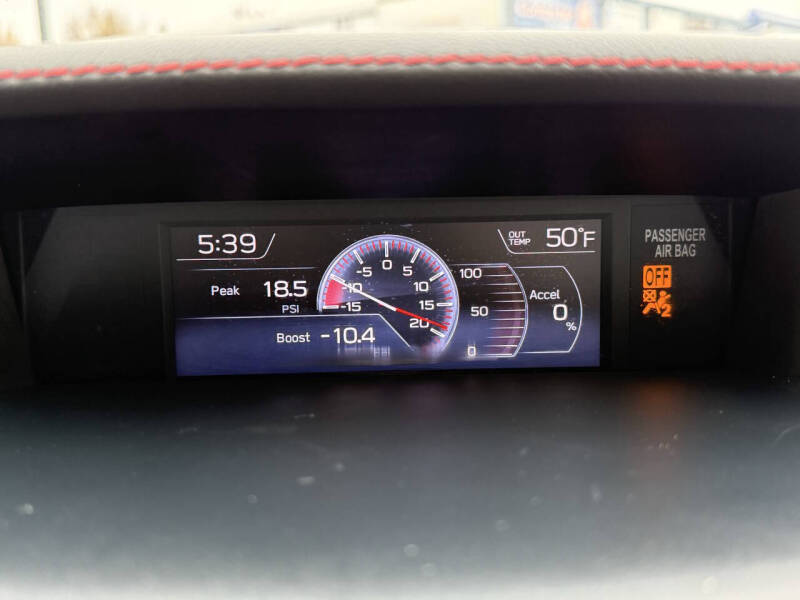 5:39
OUT
TEMP
50°F
PASSENGER
AIR BAG
OFF
2
Peak 18.5
PSI
Boost -10.4
-15
-10
-5
0
5
10
15
20
100
50
0
Accel
0
%